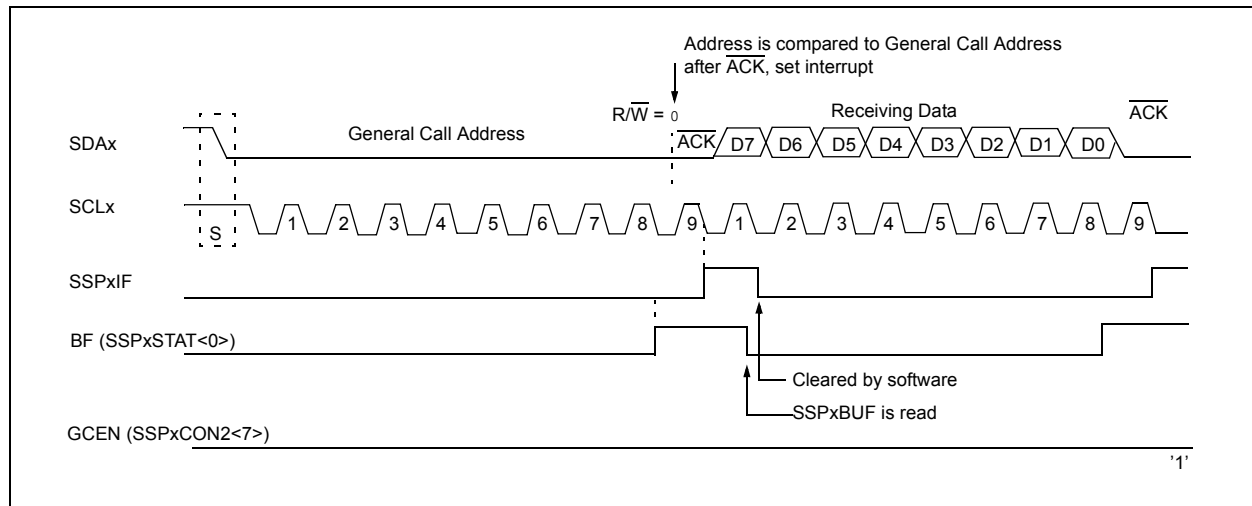 Address is compared to General Call Address
after ACK, set interrupt
R/W = 0
Receiving Data
ACK
SDAx
General Call Address
ACK
D7 D6 D5 D4 D3 D2 D1 D0
SCLx
S
1 2 3 4 5 6 7 8 9 1 2 3 4 5 6 7 8 9
SSPxIF
BF (SSPxSTAT<0>)
Cleared by software
SSPxBUF is read
GCEN (SSPxCON2<7>)
'1'